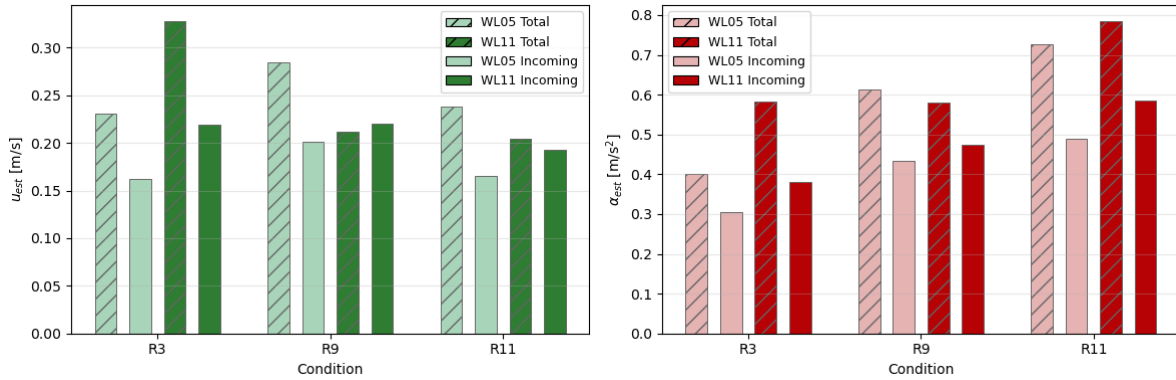 WL05 Total
WL11 Total
WL05 Incoming
WL11 Incoming
0.30
0.25
0.20
0.15
0.10
0.05
0.00
u_est [m/s]
R3 R9 R11
Condition
WL05 Total
WL11 Total
WL05 Incoming
WL11 Incoming
0.8
0.7
0.6
0.5
0.4
0.3
0.2
0.1
0.0
α_est [m/s²]
R3 R9 R11
Condition